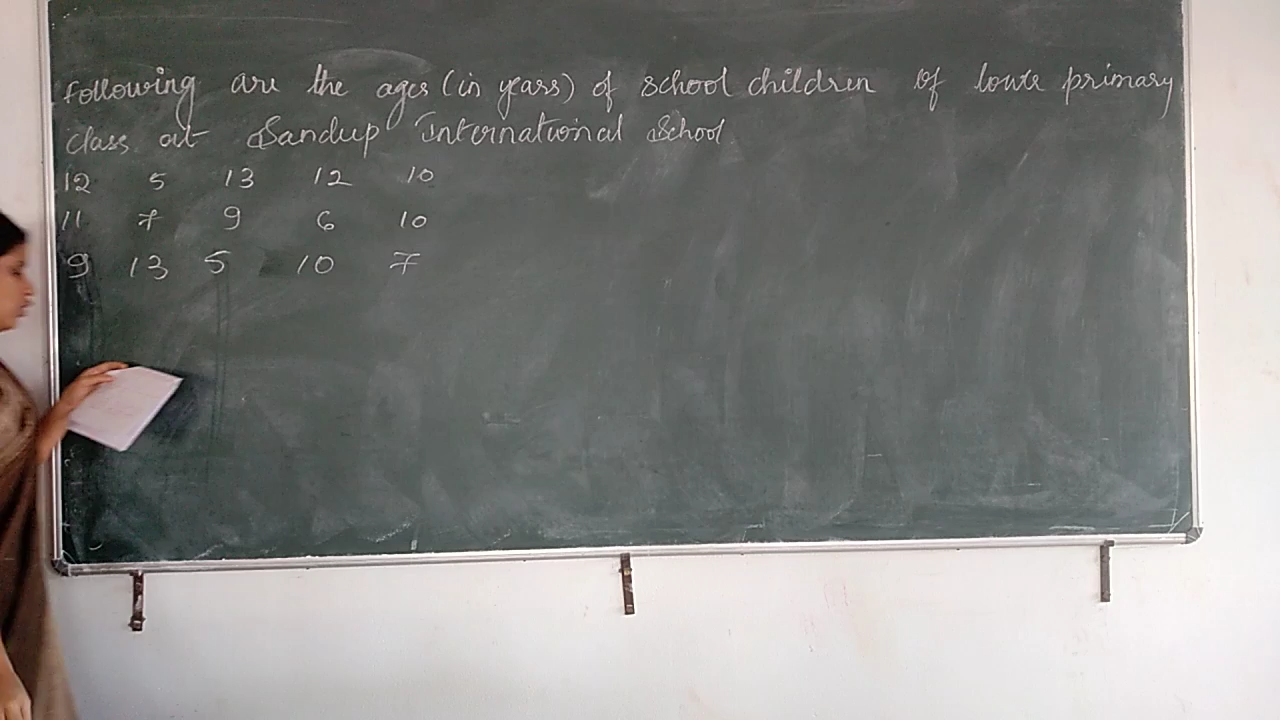 Following are the ages (in years) of school children of lowe primary
class at Sandup International School.
12 5 13 12 10
11 7 9 6 10
9 13 5 10 7